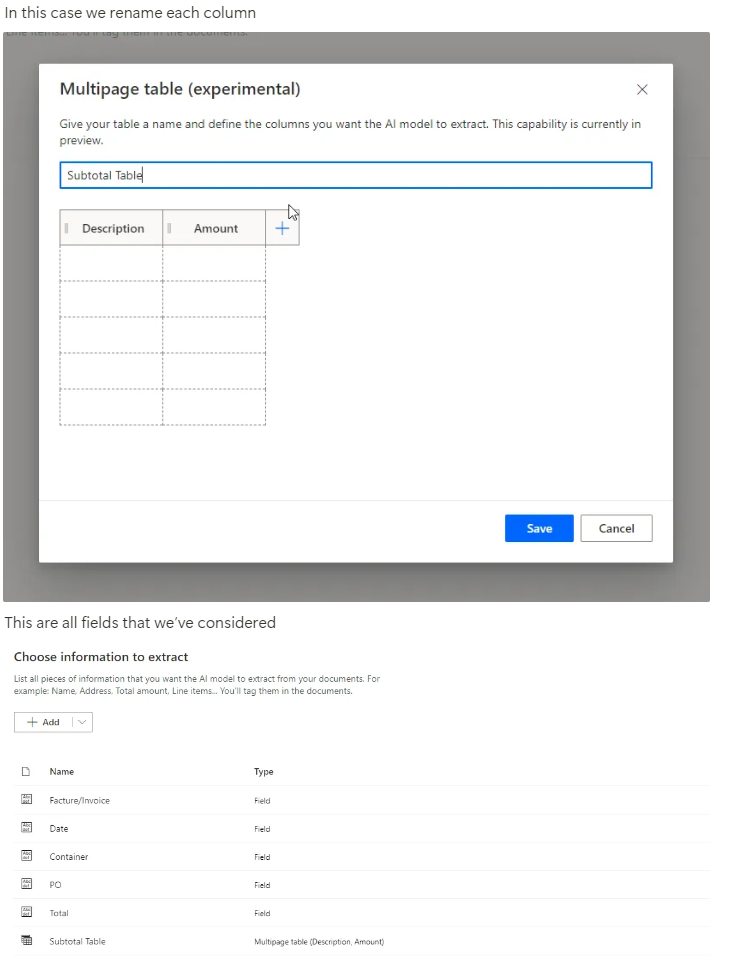 In this case we rename each column
Line items... You'll tag them in the documents.
Multipage table (experimental)
Give your table a name and define the columns you want the AI model to extract. This capability is currently in
preview.
Subtotal Table
Description Amount
Save Cancel
This are all fields that we've considered
Choose information to extract
List all pieces of information that you want the AI model to extract from your documents. For
example: Name, Address, Total amount, Line items... You'll tag them in the documents.
Add
Name Type
Facture/Invoice Field
Date Field
Container Field
PO Field
Total Field
Subtotal Table Multipage table (Description, Amount)